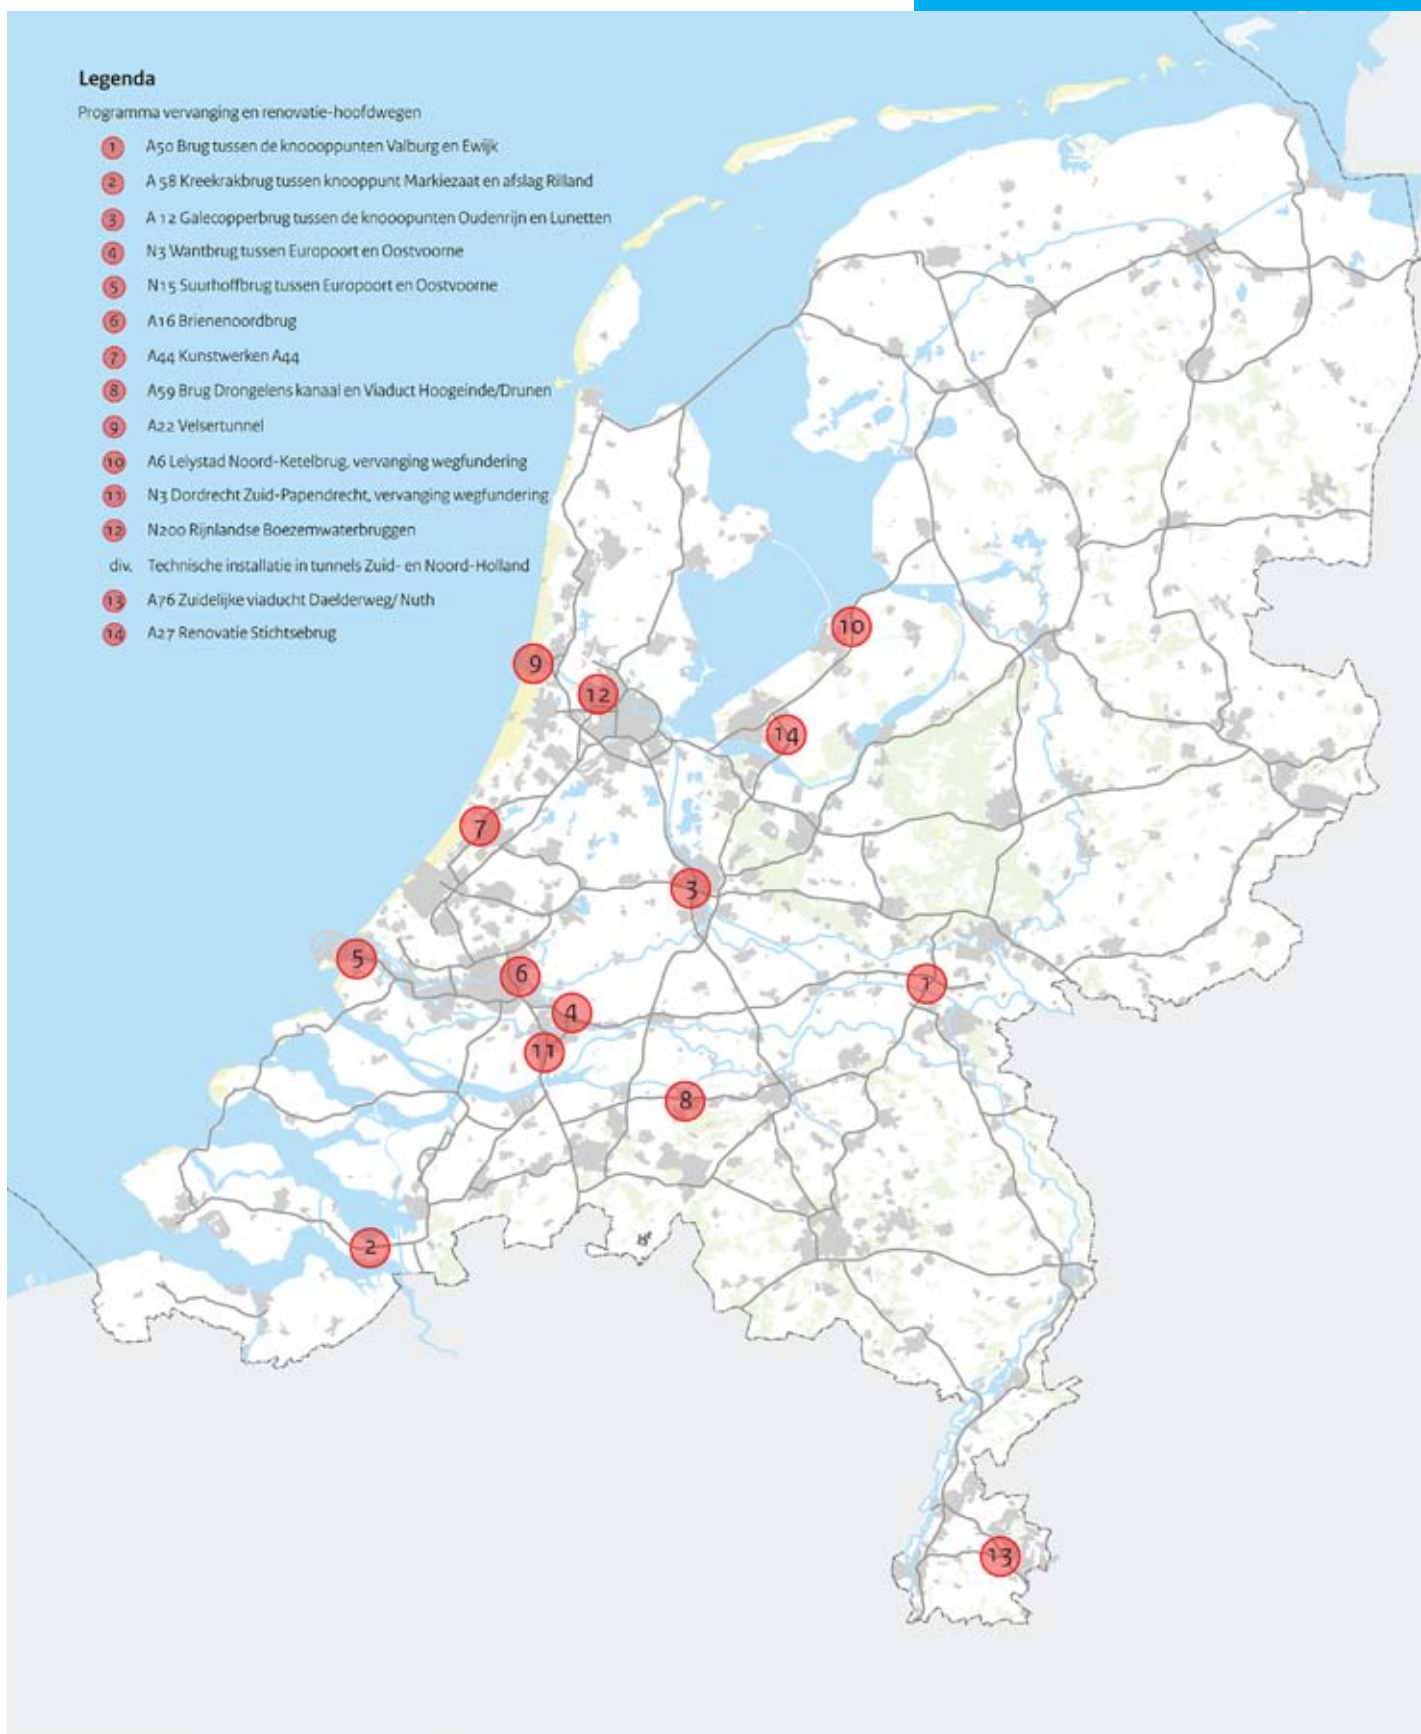 Legenda
Programma vervanging en renovatie-hoofdwegen
1 A50 Brug tussen de knoooppunten Valburg en Ewijk
2 A 58 Kreekrakbrug tussen knooppunt Markiezaat en afslag Rilland
3 A 12 Galecopperbrug tussen de knooopunten Oudenrijn en Lunetten
4 N3 Wantbrug tussen Europoort en Oostvoorne
5 N15 Suurhoffbrug tussen Europoort en Oostvoorne
6 A16 Brienenoordbrug
7 A44 Kunstwerken A44
8 A59 Brug Drongelens kanaal en Viaduct Hoogeinde/Drunen
9 A22 Velsertunnel
10 A6 Lelystad Noord-Ketelbrug, vervanging wegfundering
11 N3 Dordrecht Zuid-Papendrecht, vervanging wegfundering
12 N200 Rijnlandse Boezemwaterbruggen
div. Technische installatie in tunnels Zuid- en Noord-Holland
13 A76 Zuidelijke viaducht Daelderweg/ Nuth
14 A27 Renovatie Stichtsebrug
10
9
12
14
7
3
5
6
1
4
11
8
2
13